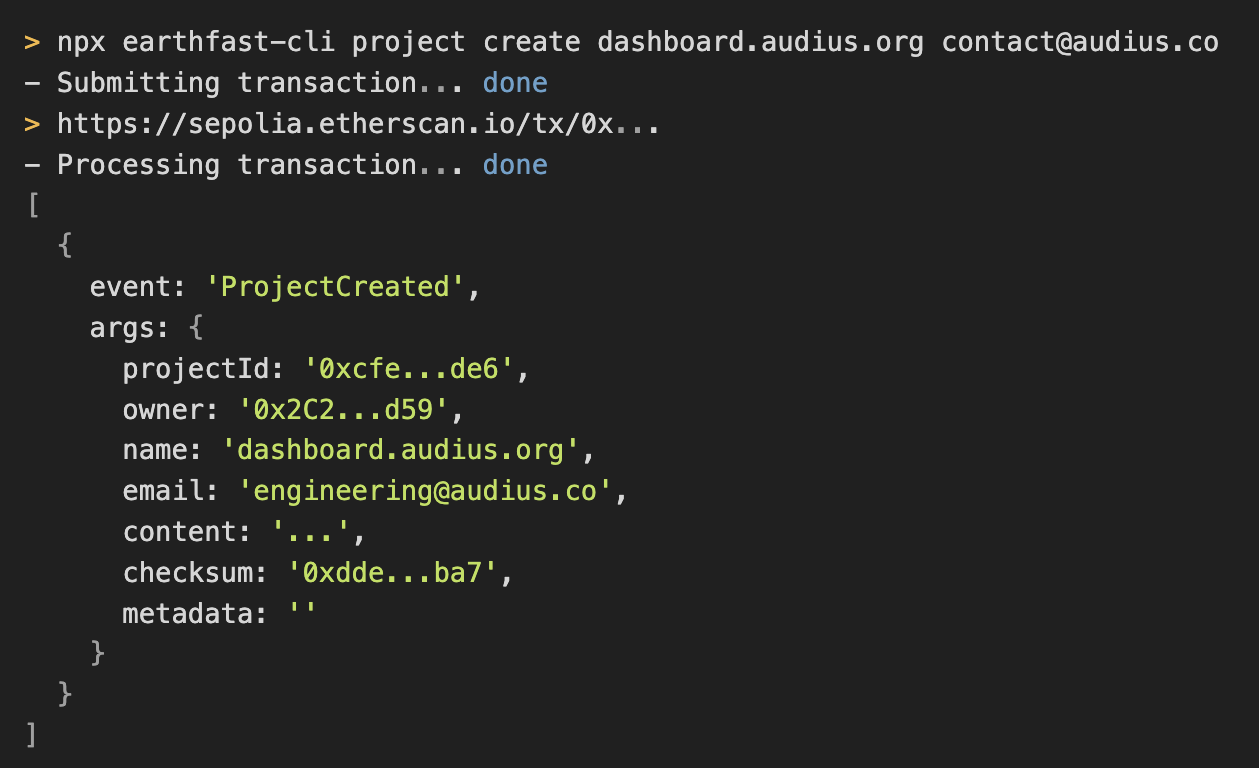 > npx earthfast-cli project create dashboard.audius.org contact@audius.co
– Submitting transaction... done
> https://sepolia.etherscan.io/tx/0x...
– Processing transaction... done
[
  {
    event: 'ProjectCreated',
    args: {
      projectId: '0xcfe...de6',
      owner: '0x2C2...d59',
      name: 'dashboard.audius.org',
      email: 'engineering@audius.co',
      content: '...',
      checksum: '0xdde...ba7',
      metadata: ''
    }
  }
]